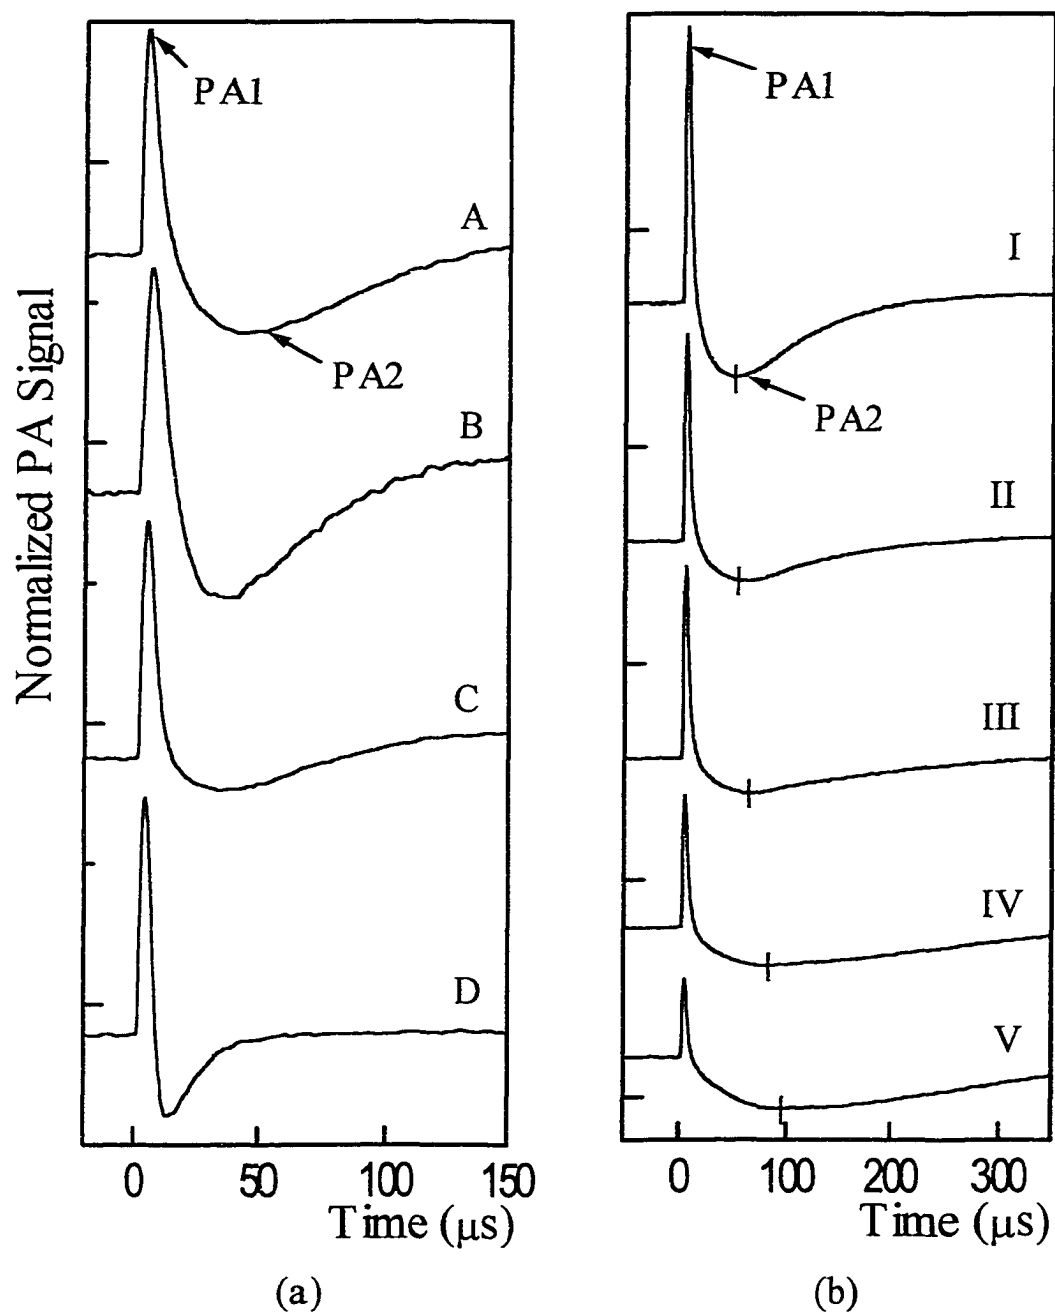 Normalized PA Signal
PA1
A
PA2
B
C
D
0 50 100 150
Time (μs)
(a)
PA1
I
PA2
II
III
IV
V
0 100 200 300
Time (μs)
(b)